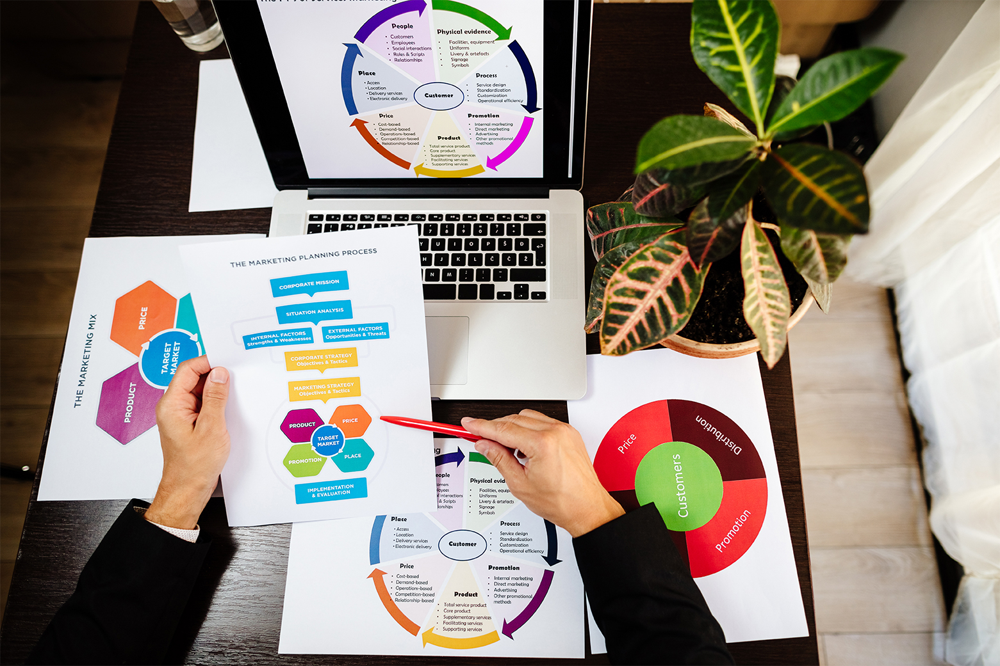 People
Customers
Employees
Social interactions
Roles & Scripts
Relationships
Physical evidence
Facilities, equipment
Uniforms
Livery & artefacts
Signage
Symbols
Place
Access
Location
Delivery services
Electronic delivery
Process
Service design
Standardization
Customization
Operational efficiency
Customer
Price
Cost-based
Demand-based
Operations-based
Competition-based
Relationship-based
Promotion
Internal marketing
Direct marketing
Advertising
Other promotional
methods
Product
Total service product
Core product
Supplementary services
Facilitating services
Supporting services
THE MARKETING MIX
PRICE
TARGET
MARKET
PRODUCT
THE MARKETING PLANNING PROCESS
CORPORATE MISSION
SITUATION ANALYSIS
INTERNAL FACTORS
Strengths & Weaknesses
EXTERNAL FACTORS
Opportunities & Threats
CORPORATE STRATEGY
Objectives & Tactics
MARKETING STRATEGY
Objectives & Tactics
PRODUCT
PRICE
TARGET
MARKET
PROMOTION
PLACE
IMPLEMENTATION
& EVALUATION
Physical
Facilities,
Uniforms
Livery & artefacts
Signage
Symbols
& Scripts
interactions
Place
Access
Location
Delivery services
Electronic delivery
Process
Service design
Standardization
Customization
Operational efficiency
Customer
Price
Cost-based
Demand-based
Operations-based
Competition-based
Relationship-based
Promotion
Internal marketing
Direct marketing
Advertising
Other promotional
methods
Product
Total service product
Core product
Supplementary services
Facilitating services
Supporting services
Price
Distribution
Customers
Promotion